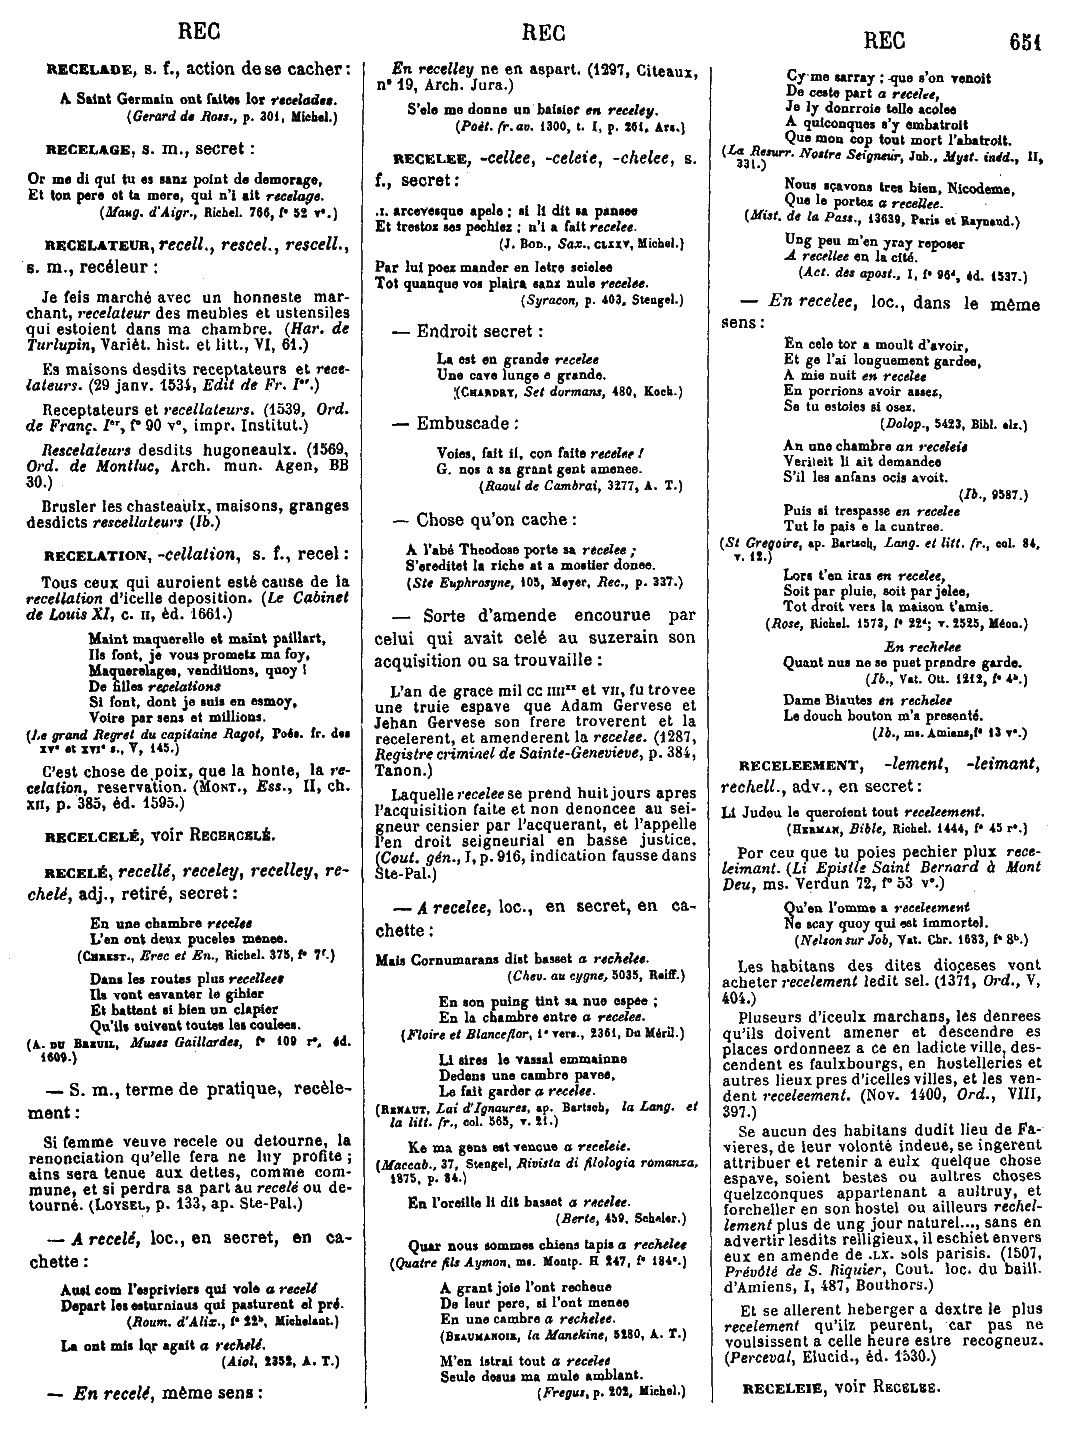 REC
REC
REC 651
RECELADE, s. f., action de se cacher :
A Saint Germain ont faites lor recelades.
(Gerard de Ross., p. 301, Michel.)
RECELAGE, s. m., secret :
Or me di qui tu es sanz point de demorage,
Et ton pere et ta mere, qui n'i ait recelage.
(Maug. d'Aigr., Richel. 766, f° 52 v°.)
RECELATEUR, recell., rescel., rescell.,
s. m., recéleur :
Je feis marché avec un honneste mar-
chant, recelateur des meubles et ustensiles
qui estoient dans ma chambre. (Har. de
Turlupin, Variét. hist. et litt., VI, 61.)
Es maisons desdits receptateurs et rece-
lateurs. (29 janv. 1534, Edit de Fr. Ier.)
Receptateurs et recellateurs. (1539, Ord.
de Franç. Ier, f° 90 v°, impr. Institut.)
Rescelateurs desdits hugoneaulx. (1569,
Ord. de Montluc, Arch. mun. Agen, BB
30.)
Brusler les chasteaulx, maisons, granges
desdicts rescellateurs (Ib.)
RECELATION, -cellation, s. f., recel :
Tous ceux qui auroient esté cause de la
recellation d'icelle deposition. (Le Cabinet
de Louis XI, c. II, éd. 1661.)
Maint maquerelle et maint paillart,
Ils font, je vous prometz ma foy,
Maquerelages, venditions, quoy !
De filles recelations
Si font, dont je suis en esmoy,
Voire par sens et millions.
(Le grand Regret du capitaine Ragot, Poés. fr. des
XV° et XVI° s., V, 145.)
C'est chose de poix, que la honte, la re-
celation, reservation. (MONT., Ess., II, ch.
XII, p. 385, éd. 1595.)
RECELCELÉ, voir RECERCELÉ.
RECELÉ, recellé, receley, recelley, re-
chelé, adj., retiré, secret :
En une chambre recelee
L'en ont deux puceles menee.
(CHREST., Erec et En., Richel. 375, f° 7f.)
Dans les routes plus recellees
Ils vont esvanter le gibier
Et battent si bien un clapier
Qu'ils suivent toutes les coulees.
(A. DU BREUIL, Muses Gaillardes, f° 109 r°, éd.
1609.)
— S. m., terme de pratique, recèle-
ment :
Si femme veuve recele ou detourne, la
renonciation qu'elle fera ne luy profite ;
ains sera tenue aux dettes, comme com-
mune, et si perdra sa part au recelé ou de-
tourné. (LOYSEL, p. 133, ap. Ste-Pal.)
— A recelé, loc., en secret, en ca-
chette :
Ausi com l'espriviers qui vole a recelé
Depart les esturniaus qui pasturent el pré.
(Roum. d'Alix., f° 22b, Michelant.)
La ont mis lor agait a rechelé.
(Aiol, 2352, A. T.)
— En recelé, même sens :
En recelley ne en aspart. (1297, Citeaux,
n° 19, Arch. Jura.)
S'ele me donne un baisier en receley.
(Poét. fr. av. 1300, t. I, p. 261, Ars.)
RECELEE, -cellee, -celeie, -chelee, s.
f., secret :
.I. arcevesque apele ; si li dit sa pansee
Et trestoz ses pechiez ; n'i a fait recelee.
(J. BOD., Sax., CLXXV, Michel.)
Par lui poez mander en letre seielee
Tot quanque vos plaira sanz nule recelee.
(Syracon, p. 403, Stengel.)
— Endroit secret :
La est en grande recelee
Une cave lunge e grande.
(CHARDRY, Set dormans, 480, Koch.)
— Embuscade :
Voies, fait il, con faite recelee !
G. nos a sa grant gent amenee.
(Raoul de Cambrai, 3277, A. T.)
— Chose qu'on cache :
A l'abé Theodose porte sa recelee ;
S'ereditet la riche at a mostier donee.
(Ste Euphrosyne, 105, Meyer, Rec., p. 337.)
— Sorte d'amende encourue par
celui qui avait celé au suzerain son
acquisition ou sa trouvaille :
L'an de grace mil cc IIIIxx et VII, fu trovee
une truie espave que Adam Gervese et
Jehan Gervese son frere troverent et la
recelerent, et amenderent la recelee. (1287,
Registre criminel de Sainte-Genevieve, p. 384,
Tanon.)
Laquelle recelee se prend huit jours apres
l'acquisition faite et non denoncee au sei-
gneur censier par l'acquerant, et l'appelle
l'en droit seigneurial en basse justice.
(Cout. gén., I, p. 916, indication fausse dans
Ste-Pal.)
— A recelee, loc., en secret, en ca-
chette :
Mais Cornumarans dist basset a rechelee.
(Chev. au cygne, 5035, Reiff.)
En son puing tint sa nue espee ;
En la chambre entre a recelee.
(Floire et Blanceflor, 1° vers., 2361, Du Méril.)
Li sires le vassal emmainne
Dedens une cambre pavee,
Le fait garder a recelee.
(RENAUT, Lai d'Ignaures, ap. Bartsch, la Lang. et
la litt. fr., col. 565, v. 21.)
Ke ma gens est venoue a receleie.
(Maccab., 37, Stengel, Rivista di filologia romanza,
1875, p. 84.)
En l'oreille li dit basset a recelee.
(Berte, 459, Scheler.)
Quar nous sommes chiens tapis a rechelee
(Quatre fils Aymon, ms. Montp. H 247, f° 184c.)
A grant joie l'ont recheue
De leur pere, si l'ont menee
En une cambre a rechelee.
(BEAUMANOIR, la Manekine, 5280, A. T.)
M'en istrai tout a recelee
Seule desus ma mule amblant.
(Fregus, p. 202, Michel.)
Cy me sarray ; que s'on venoit
De ceste part a recelee,
Je ly donrroie telle acolee
A quiconques s'y embatroit
Que mon cop tout mort l'abatroit.
(La Resurr. Nostre Seigneur, Jub., Myst. inéd., II,
331.)
Nous sçavons tres bien, Nicodeme,
Que le portez a recellee.
(Mist. de la Pass., 13639, Paris et Raynaud.)
Ung peu m'en yray reposer
A recellee en la cité.
(Act. des apost., I, f° 96d, éd. 1537.)
— En recelee, loc., dans le même
sens :
En cele tor a moult d'avoir,
Et ge l'ai longuement gardee,
A mie nuit en recelee
En porrions avoir assez,
Se tu estoies si osez.
(Dolop., 5423, Bibl. elz.)
An une chambre an receleie
Verileit li ait demandee
S'il les anfans ocis avoit.
(Ib., 9587.)
Puis si trespasse en recelee
Tut le païs e la cuntree.
(St Gregoire, ap. Bartsch, Lang. et litt. fr., col. 84,
v. 12.)
Lors t'en iras en recelee,
Soit par pluie, soit par jelee,
Tot droit vers la maison t'amie.
(Rose, Richel. 1573, f° 22d; v. 2525, Méon.)
En rechelee
Quant nus ne se puet prendre garde.
(Ib., Vat. Ott. 1212, f° 4b.)
Dame Biautes en rechelee
Le douch bouton m'a presenté.
(Ib., ms. Amiens, f° 13 v°.)
RECELEEMENT, -lement, -leimant,
rechell., adv., en secret :
Li Judeu le queroient tout receleement.
(HERMAN, Bible, Richel. 1444, f° 45 r°.)
Por ceu que tu poies pechier plux rece-
leimant. (Li Epistle Saint Bernard à Mont
Deu, ms. Verdun 72, f° 53 v°.)
Qu'en l'omme a receleement
Ne scay quoy qui est immortel.
(Nelson sur Job, Vat. Chr. 1683, f° 8b.)
Les habitans des dites dioceses vont
acheter recelement ledit sel. (1371, Ord., V,
404.)
Pluseurs d'iceulx marchans, les denrees
qu'ils doivent amener et descendre es
places ordonneez a ce en ladicte ville, des-
cendent es faulxbourgs, en hostelleries et
autres lieux pres d'icelles villes, et les ven-
dent receleement. (Nov. 1400, Ord., VIII,
397.)
Se aucun des habitans dudit lieu de Fa-
vieres, de leur volonté indeue, se ingerent
attribuer et retenir a eulx quelque chose
espave, soient bestes ou aultres choses
quelzconques appartenant a aultruy, et
forcheller en son hostel ou ailleurs rechel-
lement plus de ung jour naturel..., sans en
advertir lesdits relligieux, il eschiet envers
eux en amende de .LX. sols parisis. (1507,
Prévôté de S. Riquier, Cout. loc. du baill.
d'Amiens, I, 487, Bouthors.)
Et se allerent heberger a dextre le plus
recelement qu'ilz peurent, car pas ne
voulsissent a celle heure estre recogneuz.
(Perceval, Elucid., éd. 1530.)
RECELEIE, voir RECELEE.